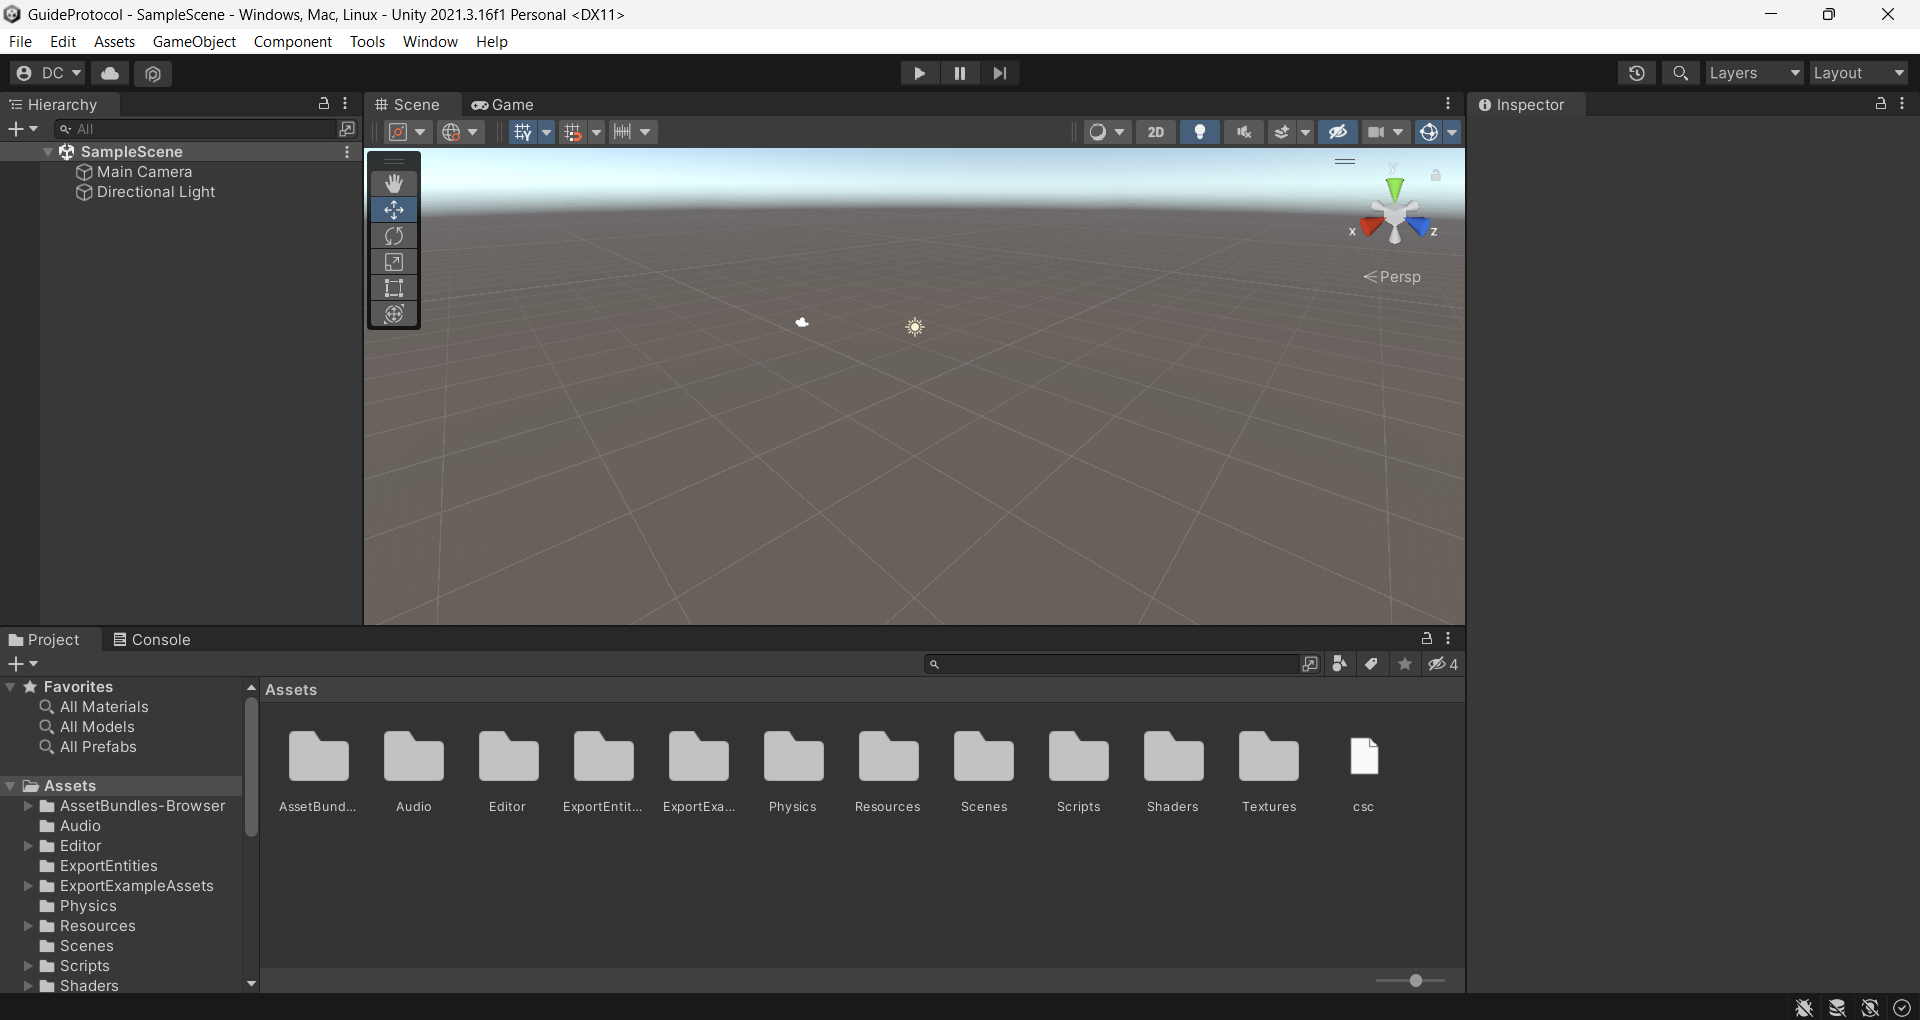 GuideProtocol - SampleScene - Windows, Mac, Linux - Unity 2021.3.16f1 Personal <DX11>
File Edit Assets GameObject Component Tools Window Help
DC Layers Layout
Hierarchy
All
SampleScene
Main Camera
Directional Light
Scene Game
2D
y
x z
Persp
Inspector
Project Console
4
Favorites
All Materials
All Models
All Prefabs
Assets
AssetBundles-Browser
Audio
Editor
ExportEntities
ExportExampleAssets
Physics
Resources
Scenes
Scripts
Shaders
Assets
AssetBund... Audio Editor ExportEntit... ExportExa... Physics Resources Scenes Scripts Shaders Textures csc